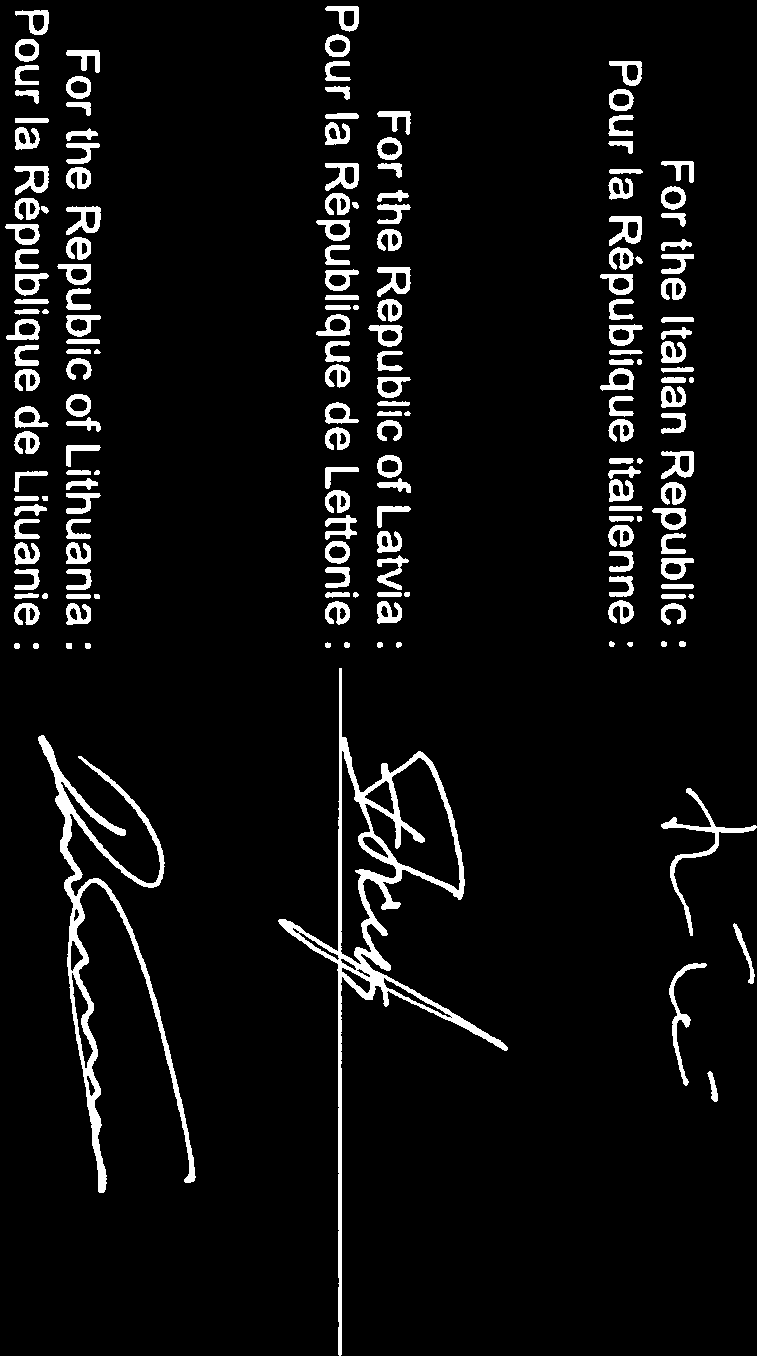 For the Italian Republic :
Pour la République italienne :
For the Republic of Latvia :
Pour la République de Lettonie :
For the Republic of Lithuania :
Pour la République de Lituanie :